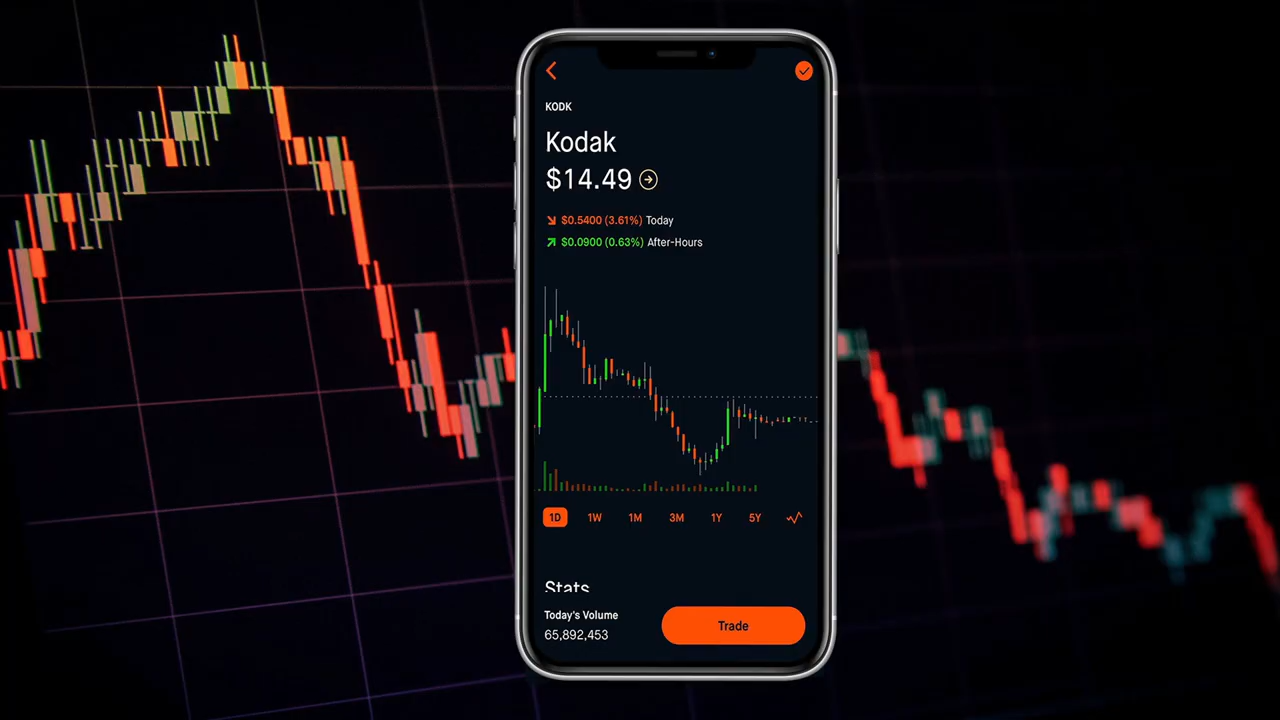 KODK
Kodak
$14.49
$0.5400 (3.61%) Today
$0.0900 (0.63%) After-Hours
1D 1W 1M 3M 1Y 5Y
Stats
Today's Volume
65,892,453
Trade